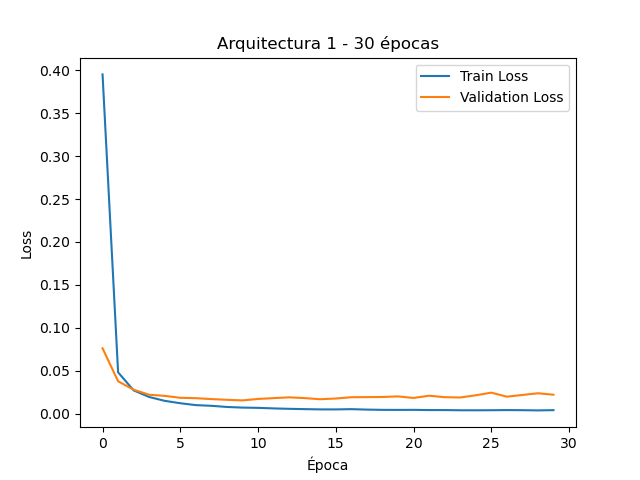 Arquitectura 1 - 30 épocas
Train Loss
Validation Loss
0.40
0.35
0.30
0.25
0.20
0.15
0.10
0.05
0.00
Loss
0 5 10 15 20 25 30
Época